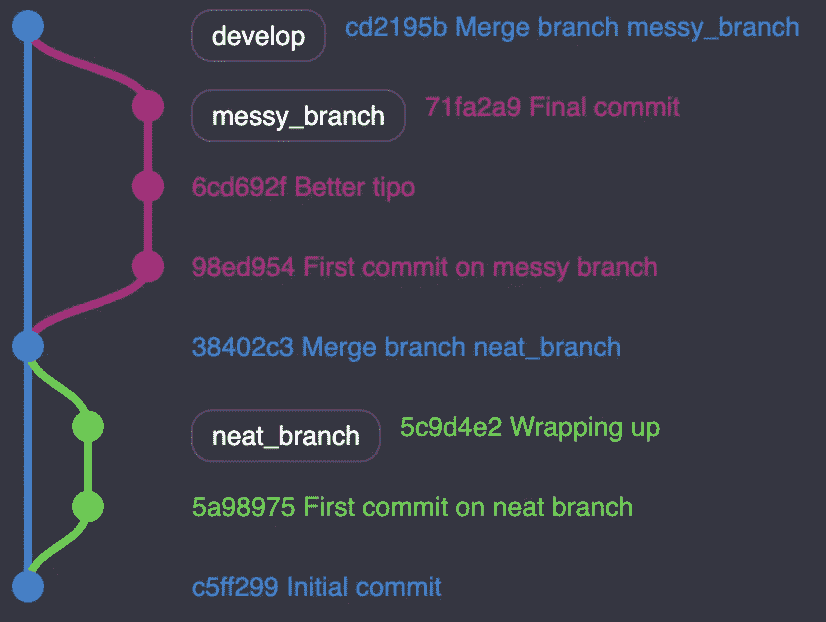 develop cd2195b Merge branch messy_branch
messy_branch 71fa2a9 Final commit
6cd692f Better tipo
98ed954 First commit on messy branch
38402c3 Merge branch neat_branch
neat_branch 5c9d4e2 Wrapping up
5a98975 First commit on neat branch
c5ff299 Initial commit